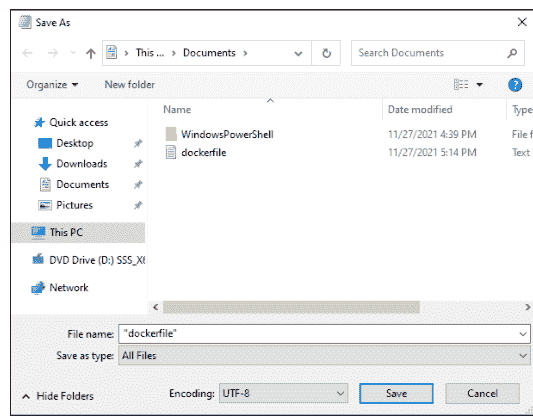 Save As
This ... > Documents >
Search Documents
Organize
New folder
Name
Date modified
Type
Quick access
WindowsPowerShell
11/27/2021 4:39 PM
File f
Desktop
dockerfile
11/27/2021 5:14 PM
Text
Downloads
Documents
Pictures
This PC
DVD Drive (D:) SSS_X6
Network
File name: "dockerfile"
Save as type: All Files
Hide Folders
Encoding: UTF-8
Save
Cancel